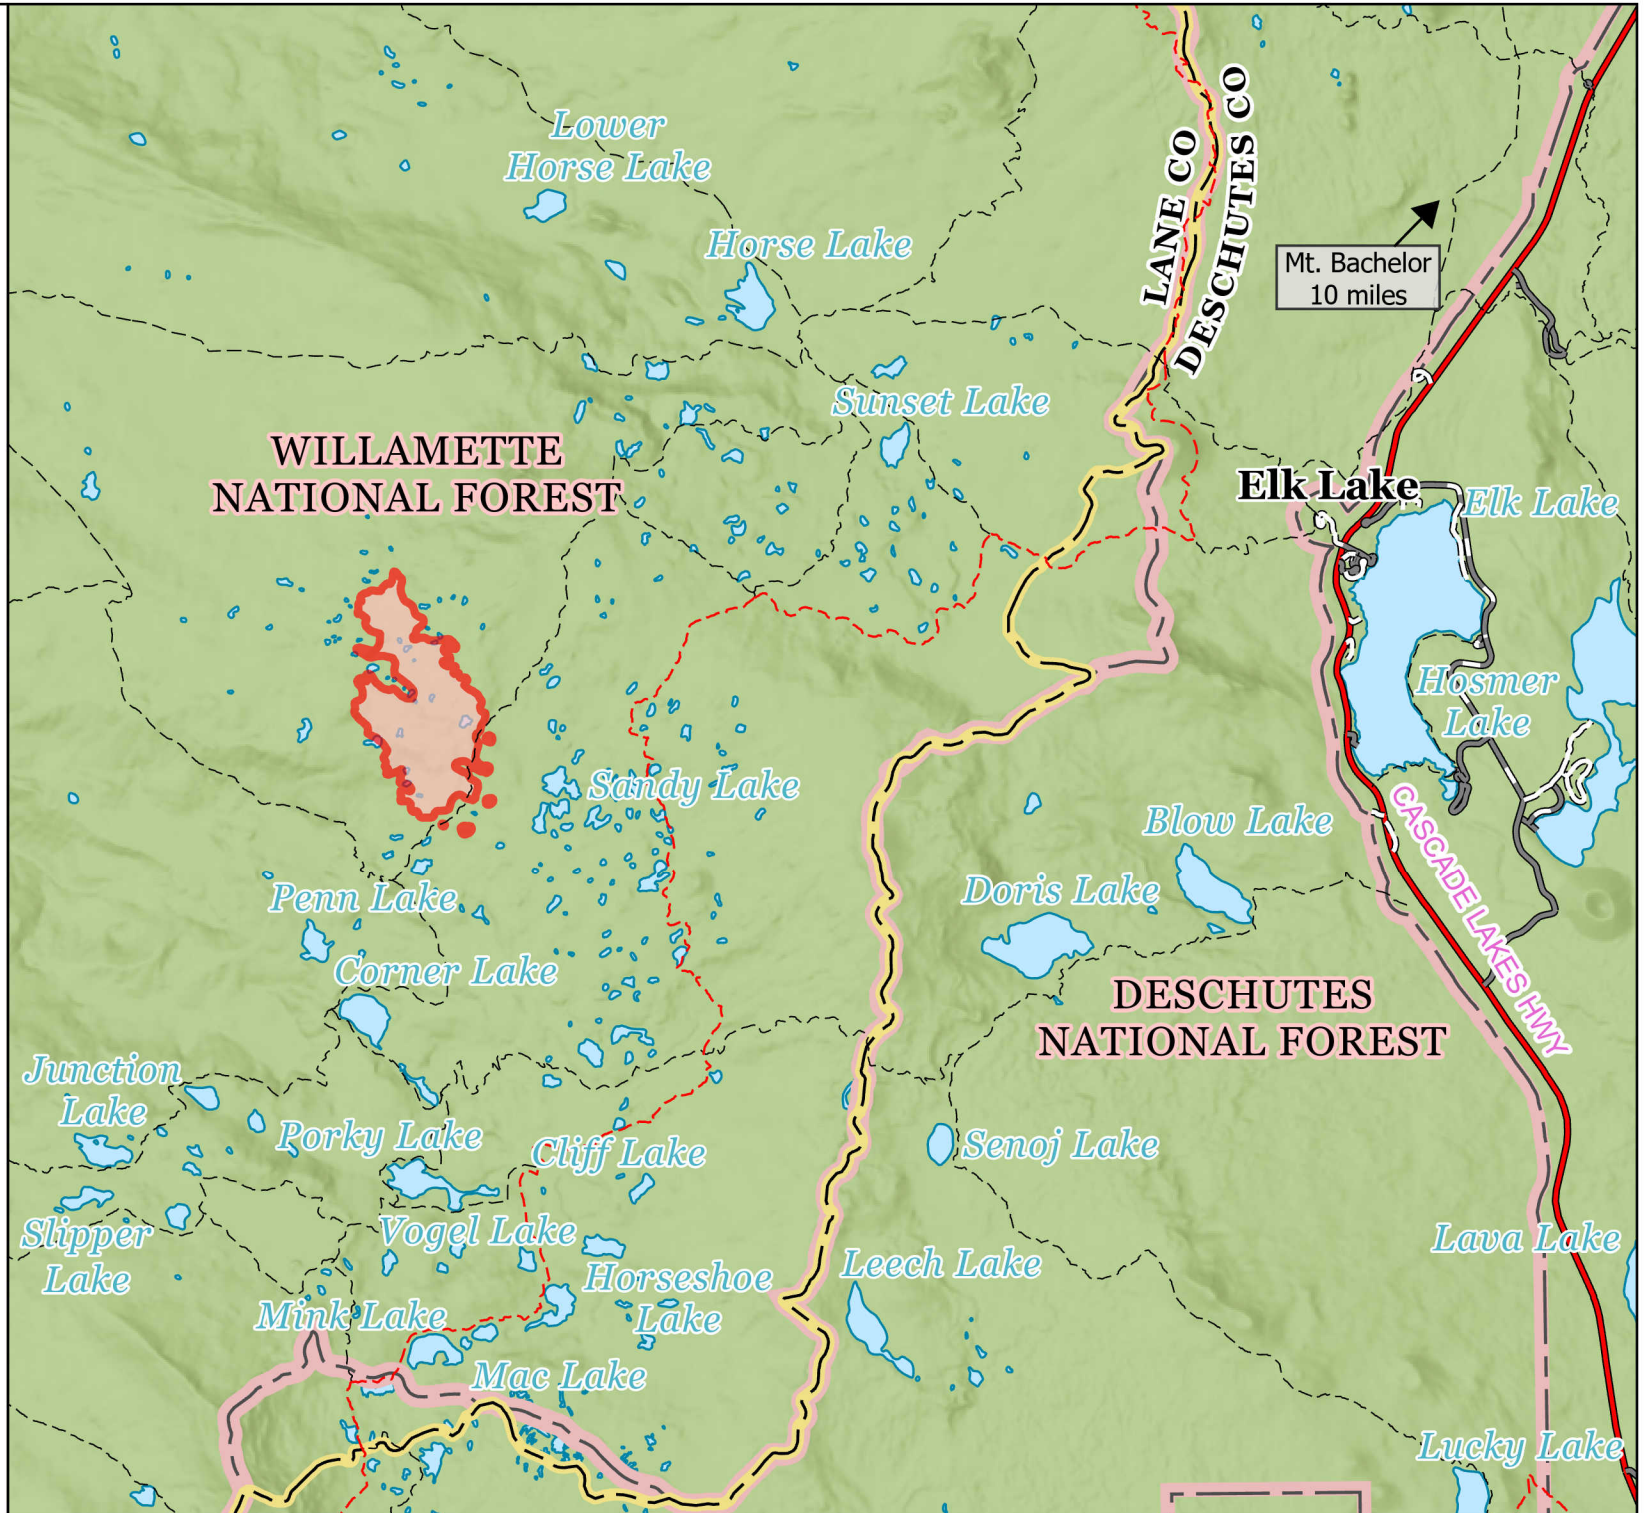 Lower
Horse Lake
Horse Lake
LANE CO
DESCHUTES CO
Mt. Bachelor
10 miles
Sunset Lake
WILLAMETTE
NATIONAL FOREST
Elk Lake
Elk Lake
Hosmer
Lake
Sandy Lake
Blow Lake
CASCADE LAKES HWY
Doris Lake
Penn Lake
Corner Lake
DESCHUTES
NATIONAL FOREST
Junction
Lake
Porky Lake
Cliff Lake
Senoj Lake
Slipper
Lake
Vogel Lake
Lava Lake
Leech Lake
Horseshoe
Lake
Mink Lake
Mac Lake
Lucky Lake